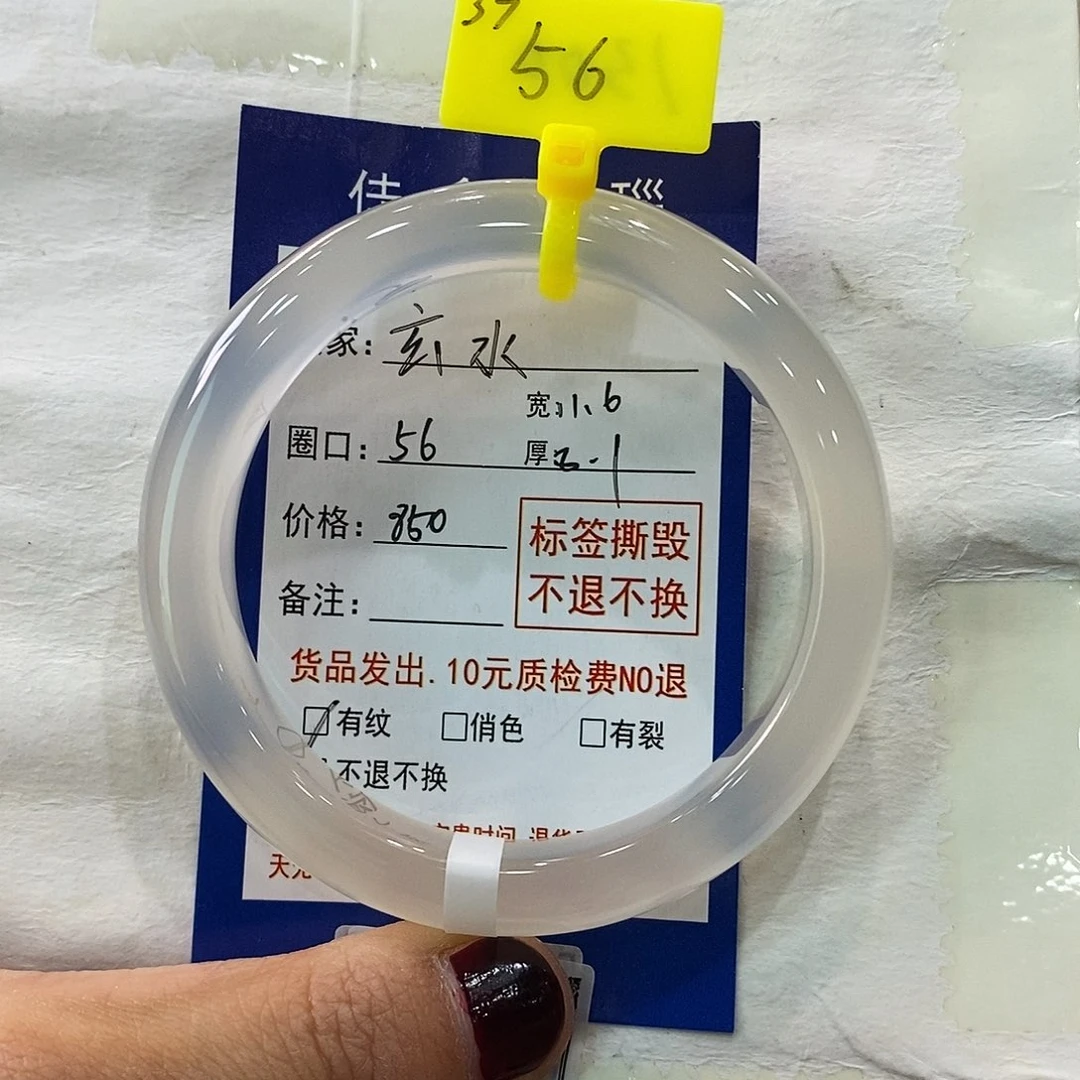 37
56
佳
家: 玄水
宽: 1.6
圈口: 56
厚
价格: 850
标签撕毁
不退不换
备注:
货品发出.10元质检费NO退
有纹 俏色 有裂
不退不换